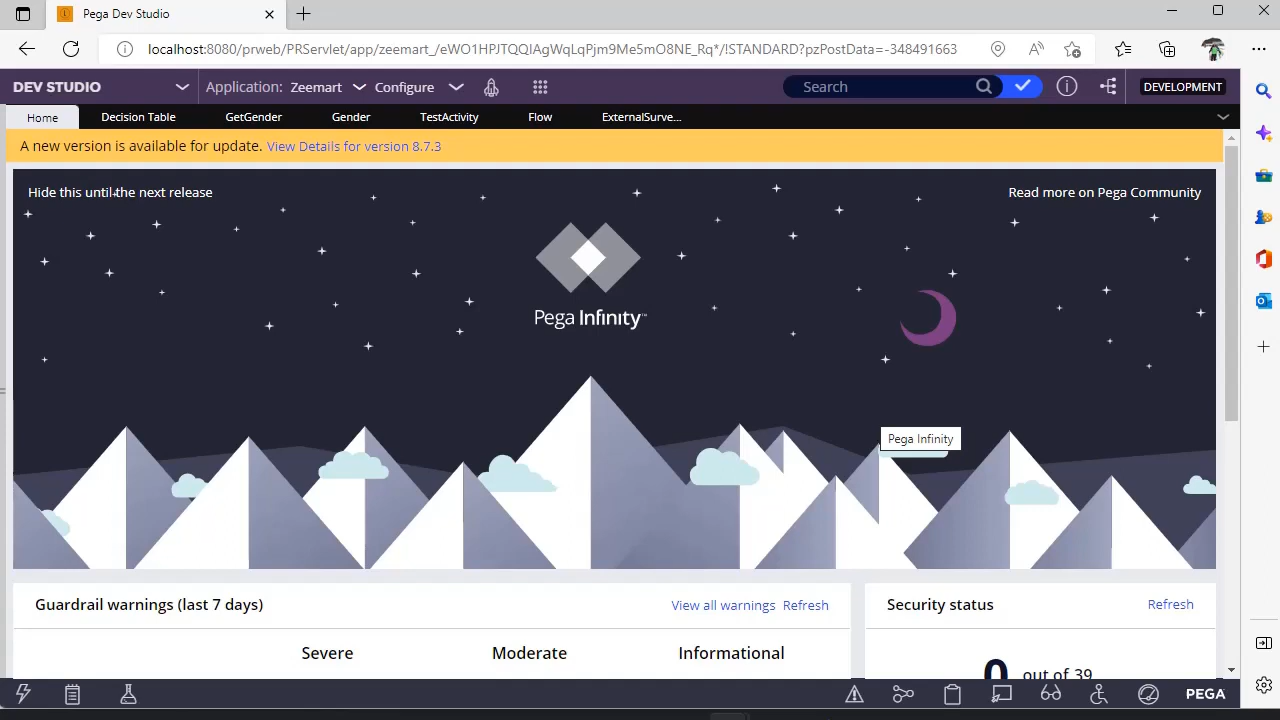 Pega Dev Studio
localhost:8080/prweb/PRServlet/app/zeemart_/eWO1HPJTQQIAgWqLqPjm9Me5mO8NE_Rq*/!STANDARD?pzPostData=-348491663
DEV STUDIO
Application: Zeemart
Configure
Search
DEVELOPMENT
Home
Decision Table
GetGender
Gender
TestActivity
Flow
ExternalSurve...
A new version is available for update. View Details for version 8.7.3
Hide this until the next release
Read more on Pega Community
Pega Infinity™
Pega Infinity
Guardrail warnings (last 7 days)
View all warnings
Refresh
Security status
Refresh
Severe
Moderate
Informational
0 out of 39
PEGA